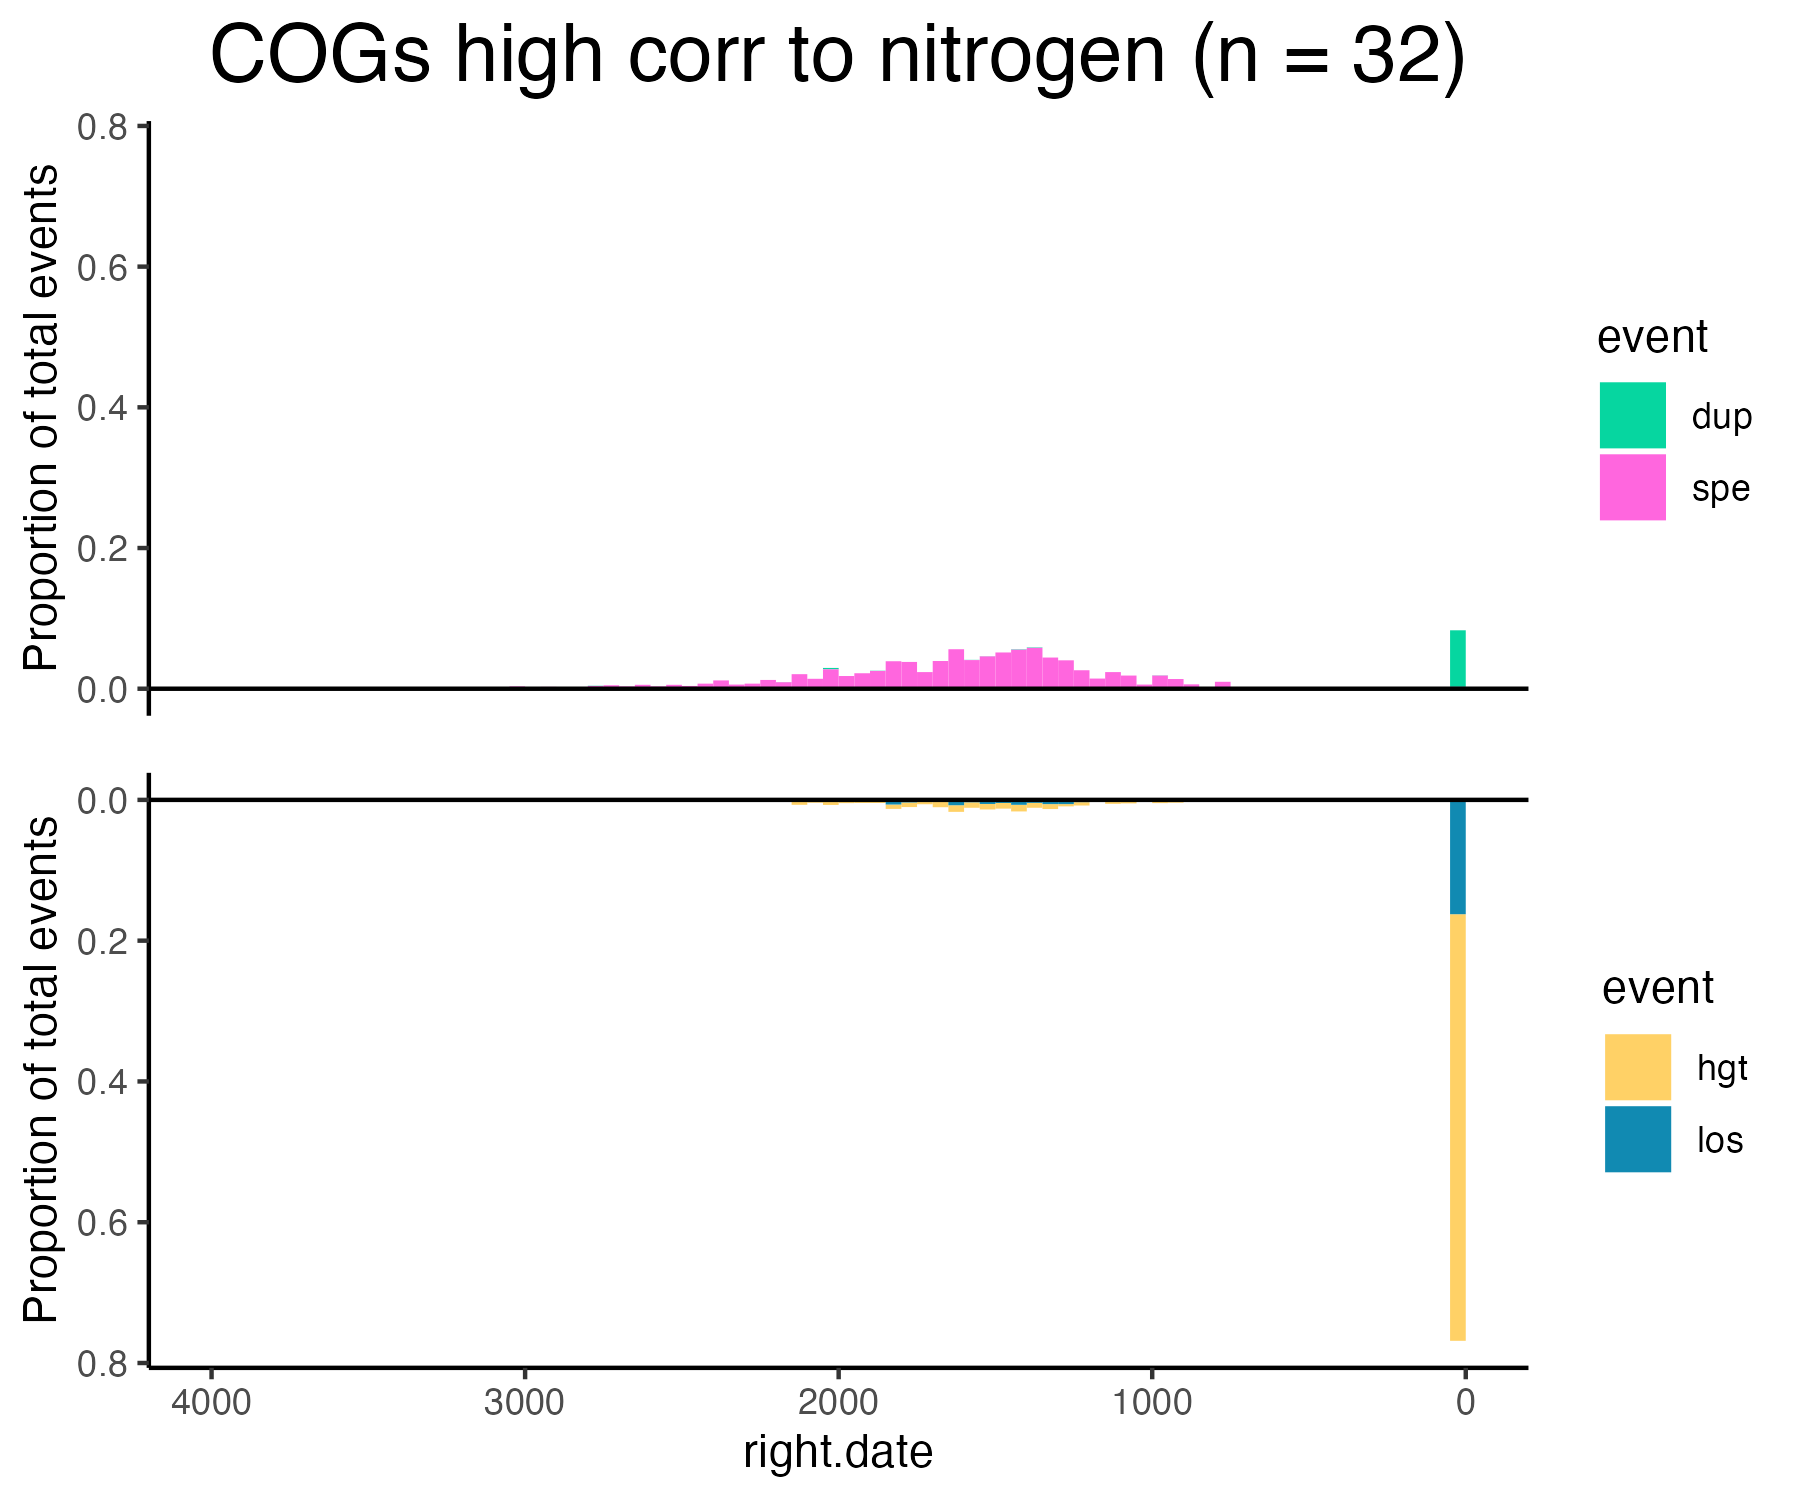 COGs high corr to nitrogen (n = 32)
Proportion of total events
0.8
0.6
0.4
0.2
0.0
event
dup
spe
Proportion of total events
0.0
0.2
0.4
0.6
0.8
event
hgt
los
4000 3000 2000 1000 0
right.date